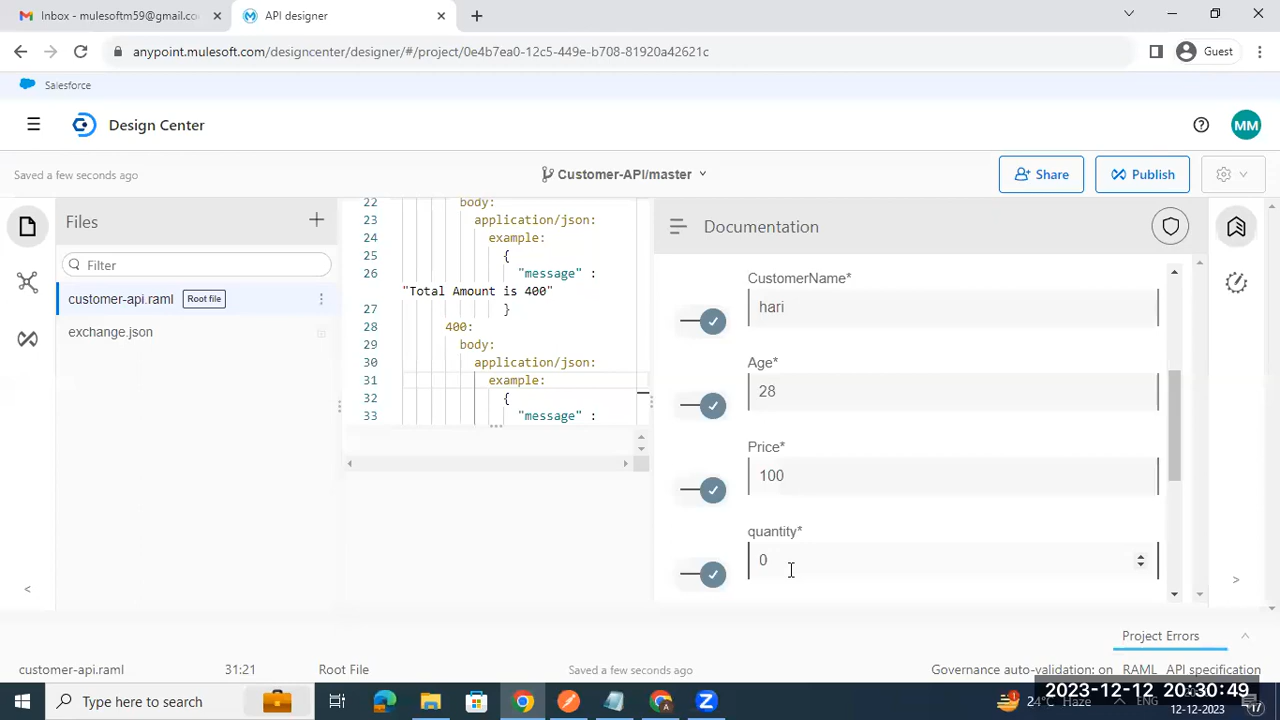 Inbox - mulesoftm59@gmail.co
API designer
anypoint.mulesoft.com/designcenter/designer/#/project/0e4b7ea0-12c5-449e-b708-81920a42621c
Guest
Salesforce
Design Center
MM
Saved a few seconds ago
Customer-API/master
Share
Publish
Files
Filter
customer-api.raml Root file
exchange.json
22 body:
23 application/json:
24 example:
25 {
26 "message" :
"Total Amount is 400"
27 }
28 400:
29 body:
30 application/json:
31 example:
32 {
33 "message" :
Documentation
CustomerName*
hari
Age*
28
Price*
100
quantity*
0
Project Errors
customer-api.raml 31:21 Root File Saved a few seconds ago Governance auto-validation: on RAML API specification
Type here to search
24°C Haze
ENG
2023-12-12 20:30:49
12-12-2023
17